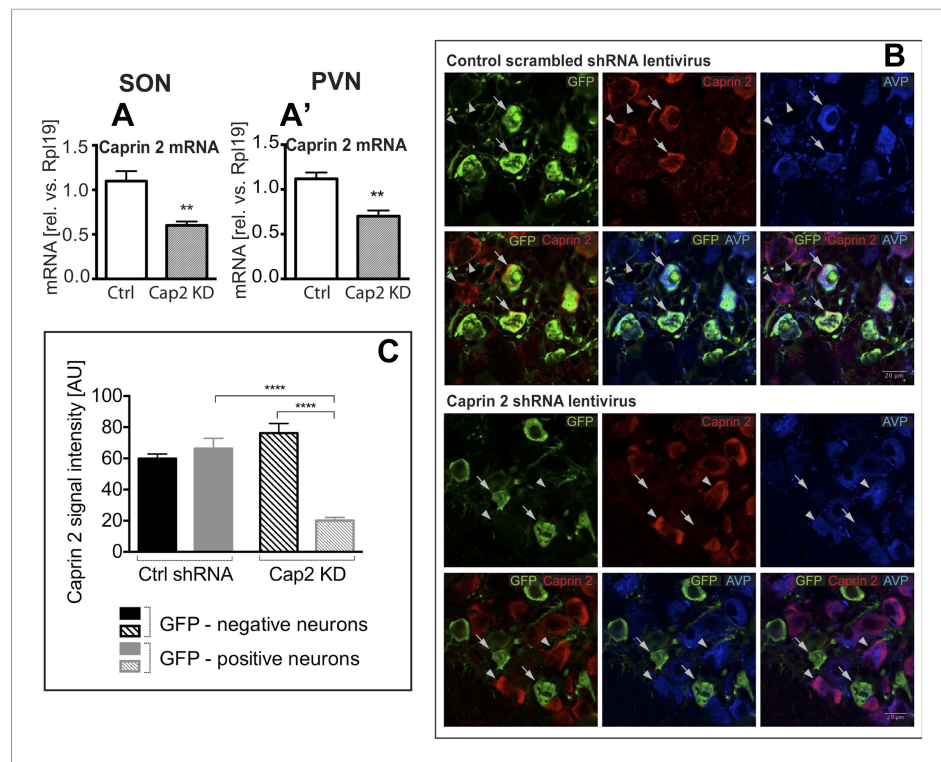 SON
PVN
A
A'
Caprin 2 mRNA
Caprin 2 mRNA
mRNA [rel. vs. Rpl19]
1.5
1.0
0.5
0.0
**
Ctrl
Cap2 KD
mRNA [rel. vs. Rpl19]
1.5
1.0
0.5
0.0
**
Ctrl
Cap2 KD
C
Caprin 2 signal intensity [AU]
100
80
60
40
20
0
****
****
Ctrl shRNA
Cap2 KD
GFP - negative neurons
GFP - positive neurons
B
Control scrambled shRNA lentivirus
GFP
Caprin 2
AVP
GFP Caprin 2
GFP AVP
GFP Caprin 2 AVP
20 μm
Caprin 2 shRNA lentivirus
GFP
Caprin 2
AVP
GFP Caprin 2
GFP AVP
GFP Caprin 2 AVP
20 μm